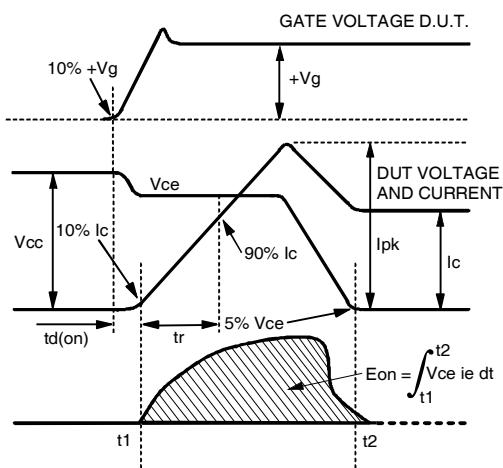 GATE VOLTAGE D.U.T.
10% +Vg
+Vg
DUT VOLTAGE
AND CURRENT
Vce
Vcc
10% Ic
90% Ic
Ipk
Ic
td(on)
tr
5% Vce
Eon = ∫ Vce ie dt
t2
t1
t1
t2